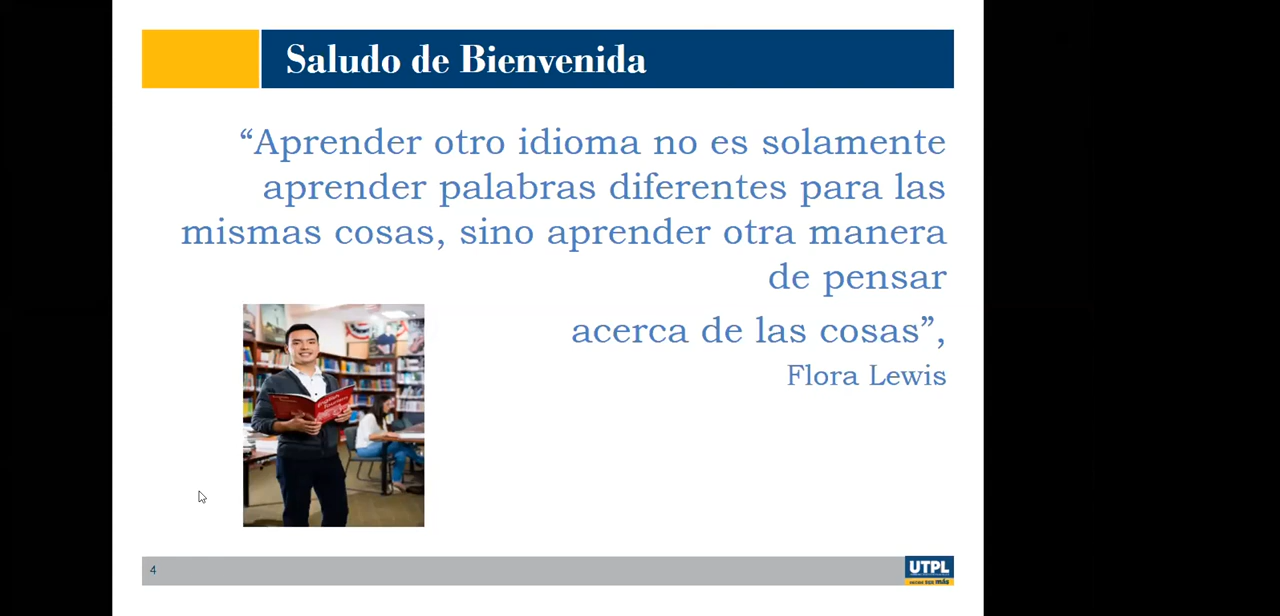 Saludo de Bienvenida
“Aprender otro idioma no es solamente
aprender palabras diferentes para las
mismas cosas, sino aprender otra manera
de pensar
acerca de las cosas”,
Flora Lewis
4
UTPL